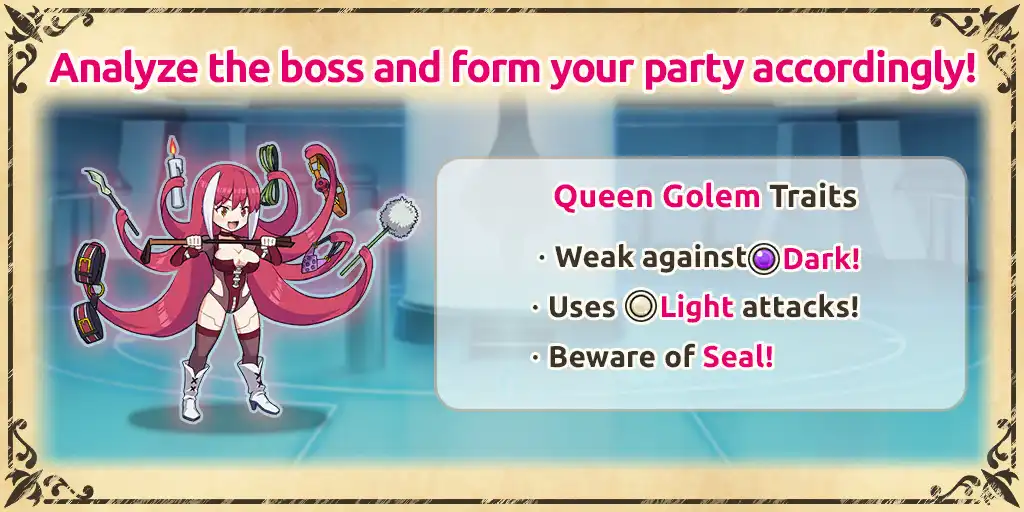 Analyze the boss and form your party accordingly!
Queen Golem Traits
· Weak against Dark!
· Uses Light attacks!
· Beware of Seal!